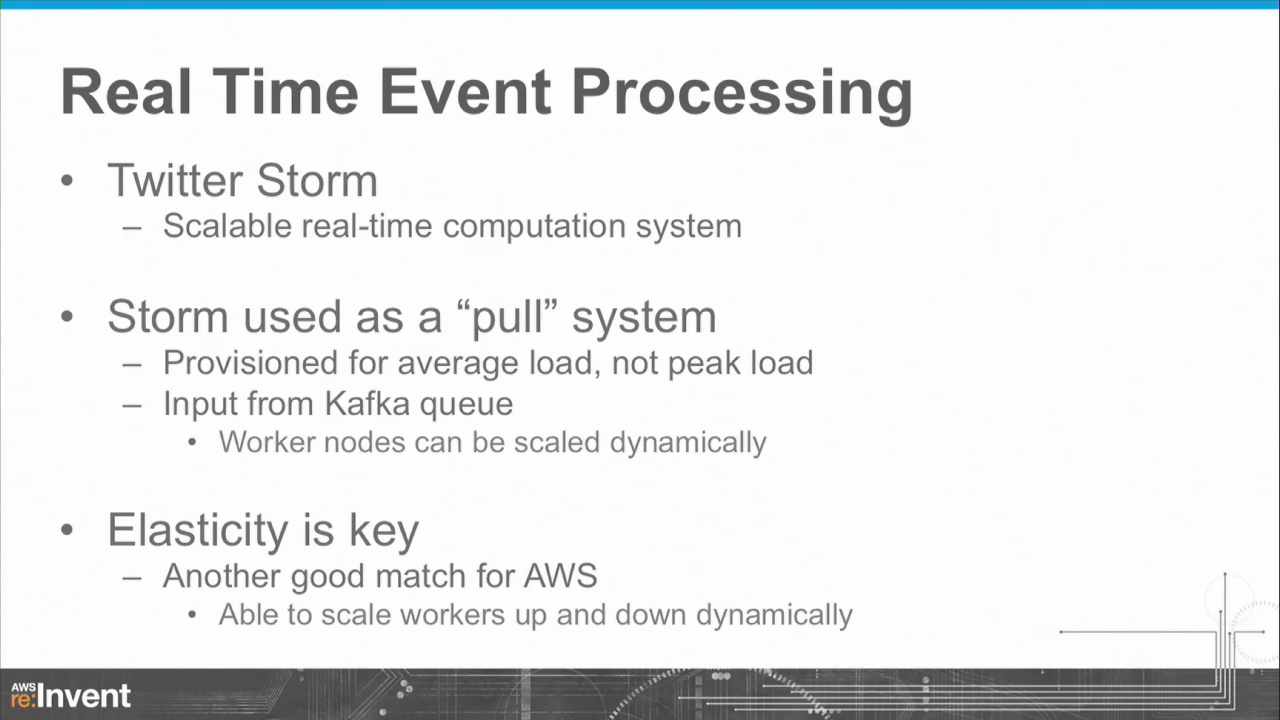 Real Time Event Processing
• Twitter Storm
– Scalable real-time computation system
• Storm used as a “pull” system
– Provisioned for average load, not peak load
– Input from Kafka queue
• Worker nodes can be scaled dynamically
• Elasticity is key
– Another good match for AWS
• Able to scale workers up and down dynamically
AWS
re:Invent